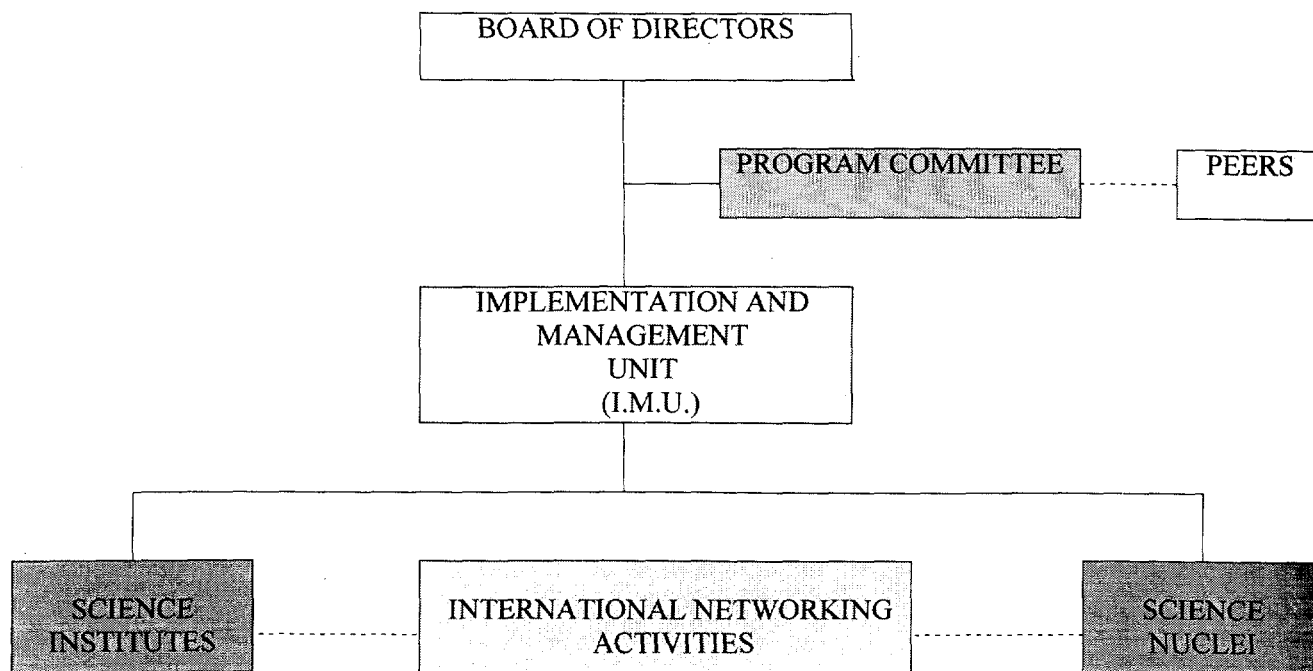 BOARD OF DIRECTORS
PROGRAM COMMITTEE
PEERS
IMPLEMENTATION AND
MANAGEMENT
UNIT
(I.M.U.)
SCIENCE
INSTITUTES
INTERNATIONAL NETWORKING
ACTIVITIES
SCIENCE
NUCLEI